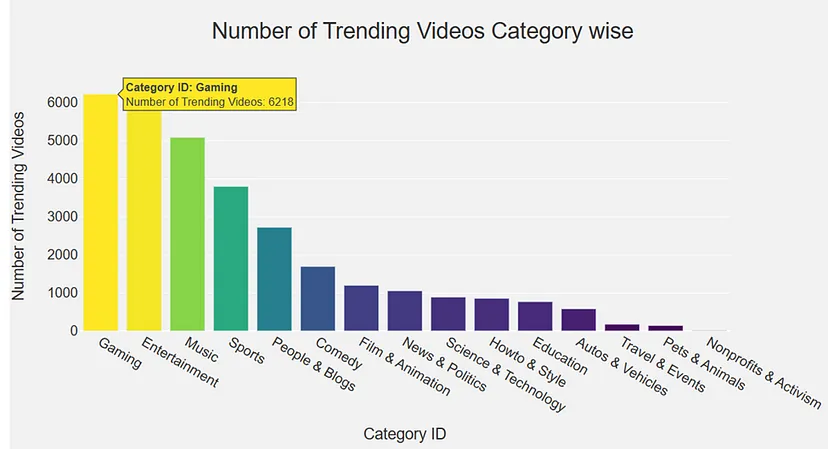 Number of Trending Videos Category wise
Category ID: Gaming
Number of Trending Videos: 6218
Number of Trending Videos
6000
5000
4000
3000
2000
1000
0
Gaming
Entertainment
Music
Sports
People & Blogs
Comedy
Film & Animation
News & Politics
Science & Technology
Howto & Style
Education
Autos & Vehicles
Travel & Events
Pets & Animals
Nonprofits & Activism
Category ID